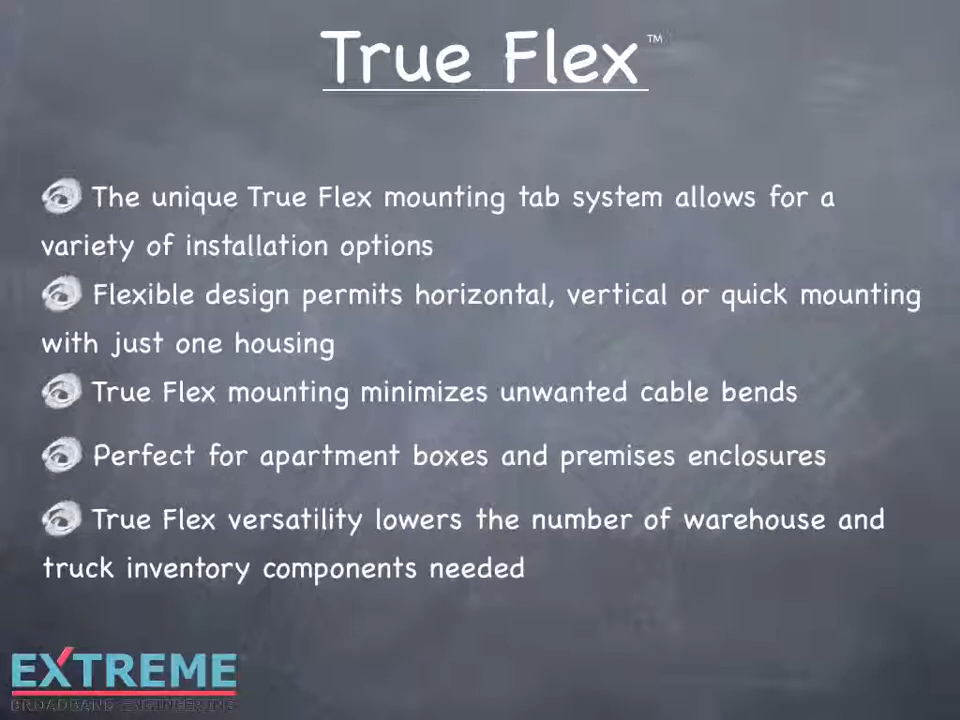 True Flex™
The unique True Flex mounting tab system allows for a
variety of installation options
Flexible design permits horizontal, vertical or quick mounting
with just one housing
True Flex mounting minimizes unwanted cable bends
Perfect for apartment boxes and premises enclosures
True Flex versatility lowers the number of warehouse and
truck inventory components needed
EXTREME
BROADBAND ENGINEERING